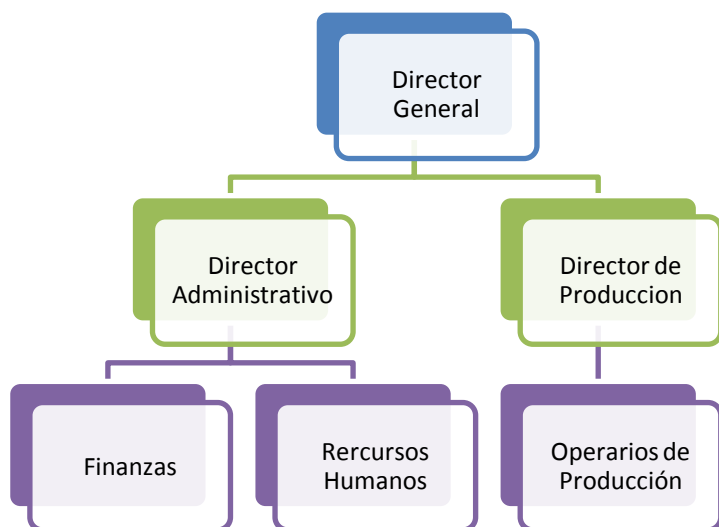 Director
General
Director
Administrativo
Director de
Produccion
Finanzas
Rercursos
Humanos
Operarios de
Producción